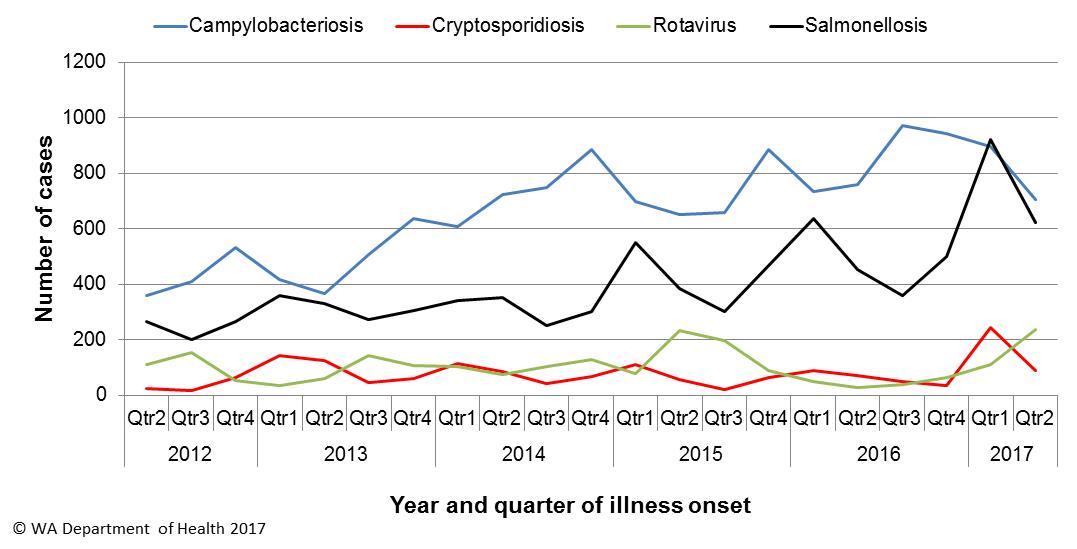 Campylobacteriosis Cryptosporidiosis Rotavirus Salmonellosis
1200
1000
800
600
400
200
0
Number of cases
Qtr2 Qtr3 Qtr4 Qtr1 Qtr2 Qtr3 Qtr4 Qtr1 Qtr2 Qtr3 Qtr4 Qtr1 Qtr2 Qtr3 Qtr4 Qtr1 Qtr2 Qtr3 Qtr4 Qtr1 Qtr2
2012 2013 2014 2015 2016 2017
Year and quarter of illness onset
© WA Department of Health 2017